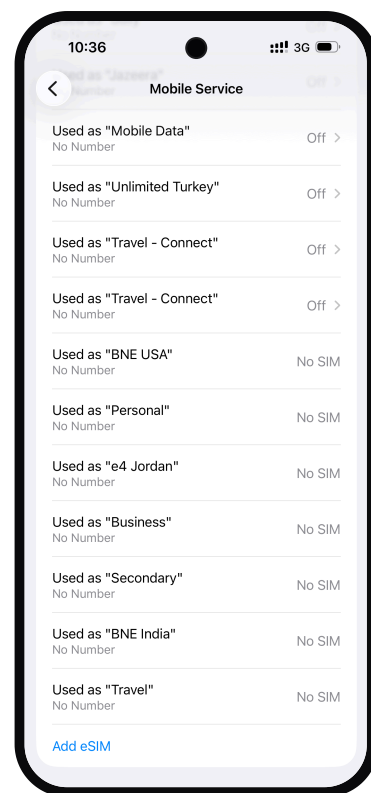 10:36
3G
Used as "Jazeera"
Number
Off
Mobile Service
Used as "Mobile Data"
No Number
Off
Used as "Unlimited Turkey"
No Number
Off
Used as "Travel - Connect"
No Number
Off
Used as "Travel - Connect"
No Number
Off
Used as "BNE USA"
No Number
No SIM
Used as "Personal"
No Number
No SIM
Used as "e4 Jordan"
No Number
No SIM
Used as "Business"
No Number
No SIM
Used as "Secondary"
No Number
No SIM
Used as "BNE India"
No Number
No SIM
Used as "Travel"
No Number
No SIM
Add eSIM